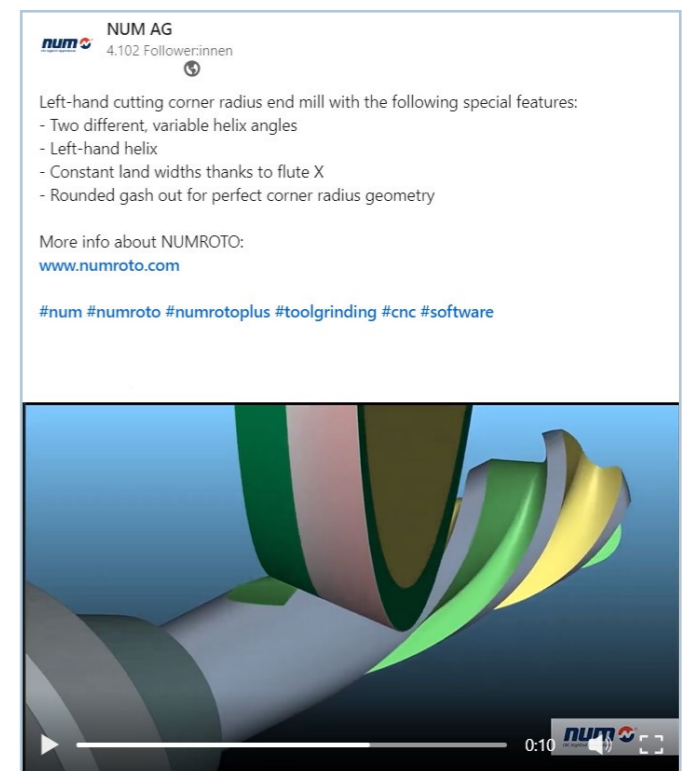 num
NUM AG
4.102 Follower:innen
Left-hand cutting corner radius end mill with the following special features:
- Two different, variable helix angles
- Left-hand helix
- Constant land widths thanks to flute X
- Rounded gash out for perfect corner radius geometry
More info about NUMROTO:
www.numroto.com
#num #numroto #numrotoplus #toolgrinding #cnc #software
num
0:10